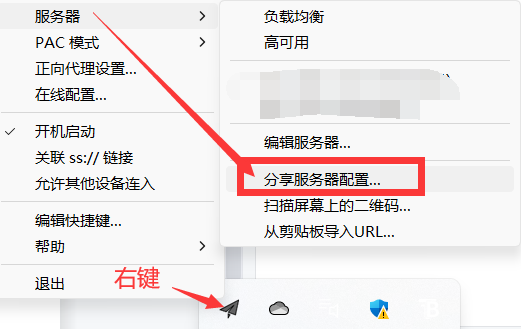 服务器
PAC 模式
正向代理设置...
在线配置...
开机启动
关联 ss:// 链接
允许其他设备连入
编辑快捷键...
帮助
退出
负载均衡
高可用
编辑服务器...
分享服务器配置...
扫描屏幕上的二维码...
从剪贴板导入URL...
右键